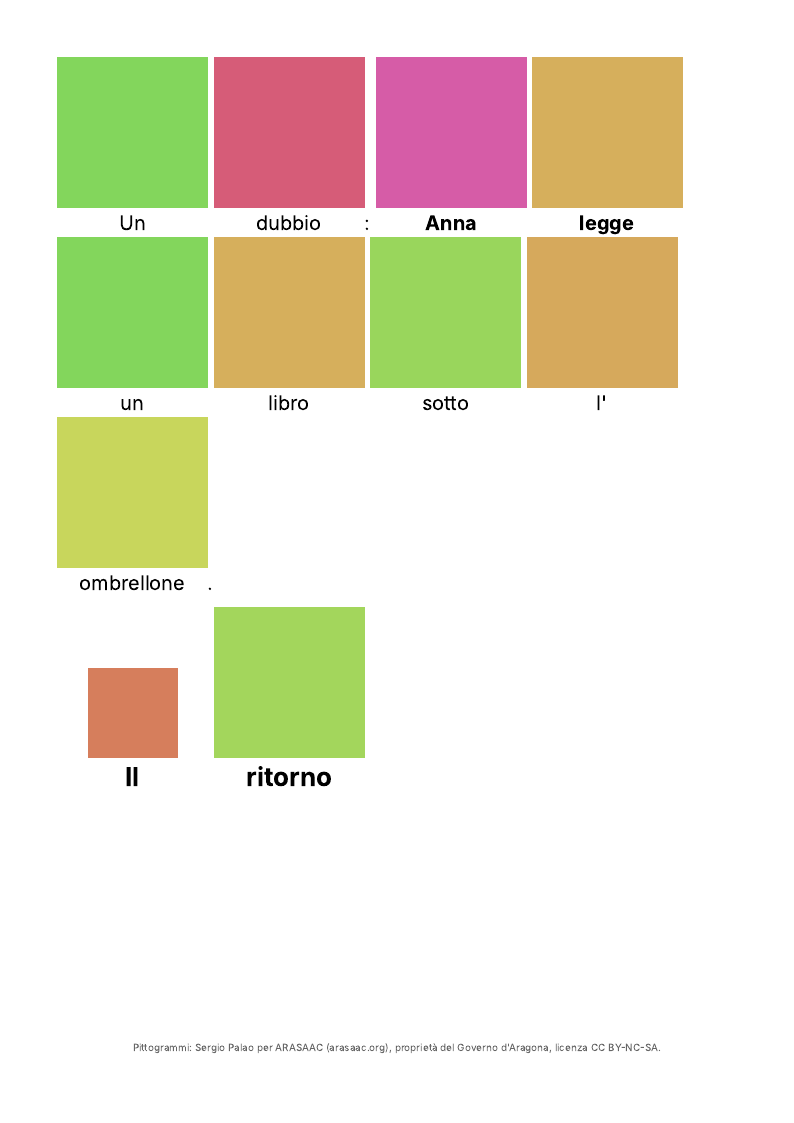 Un dubbio : Anna legge
un libro sotto l'
ombrellone .
Il ritorno
Pittogrammi: Sergio Palao per ARASAAC (arasaac.org), proprietà del Governo d'Aragona, licenza CC BY-NC-SA.